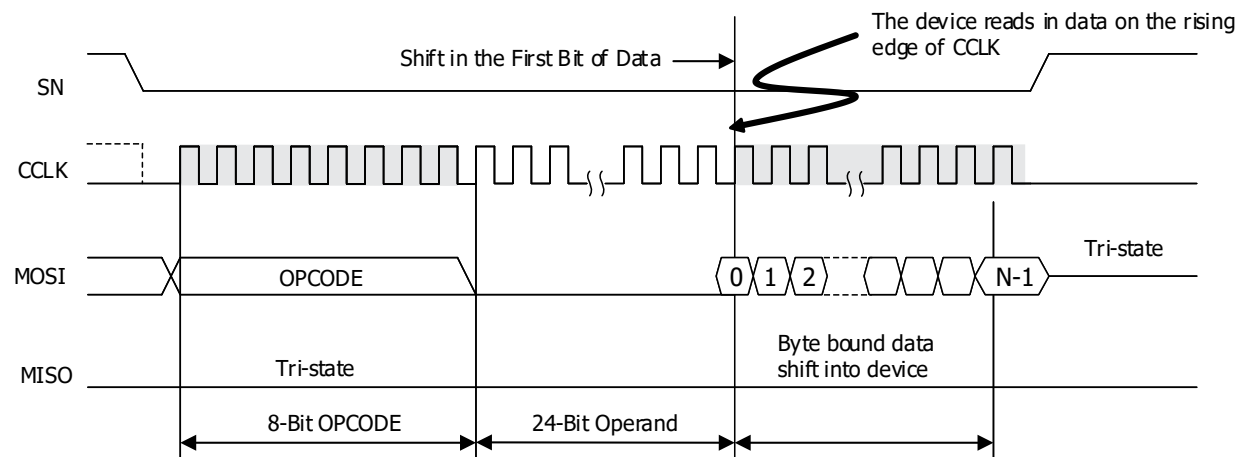 The device reads in data on the rising
edge of CCLK
Shift in the First Bit of Data
SN
CCLK
MOSI
OPCODE
0
1
2
N-1
Tri-state
MISO
Tri-state
Byte bound data
shift into device
8-Bit OPCODE
24-Bit Operand